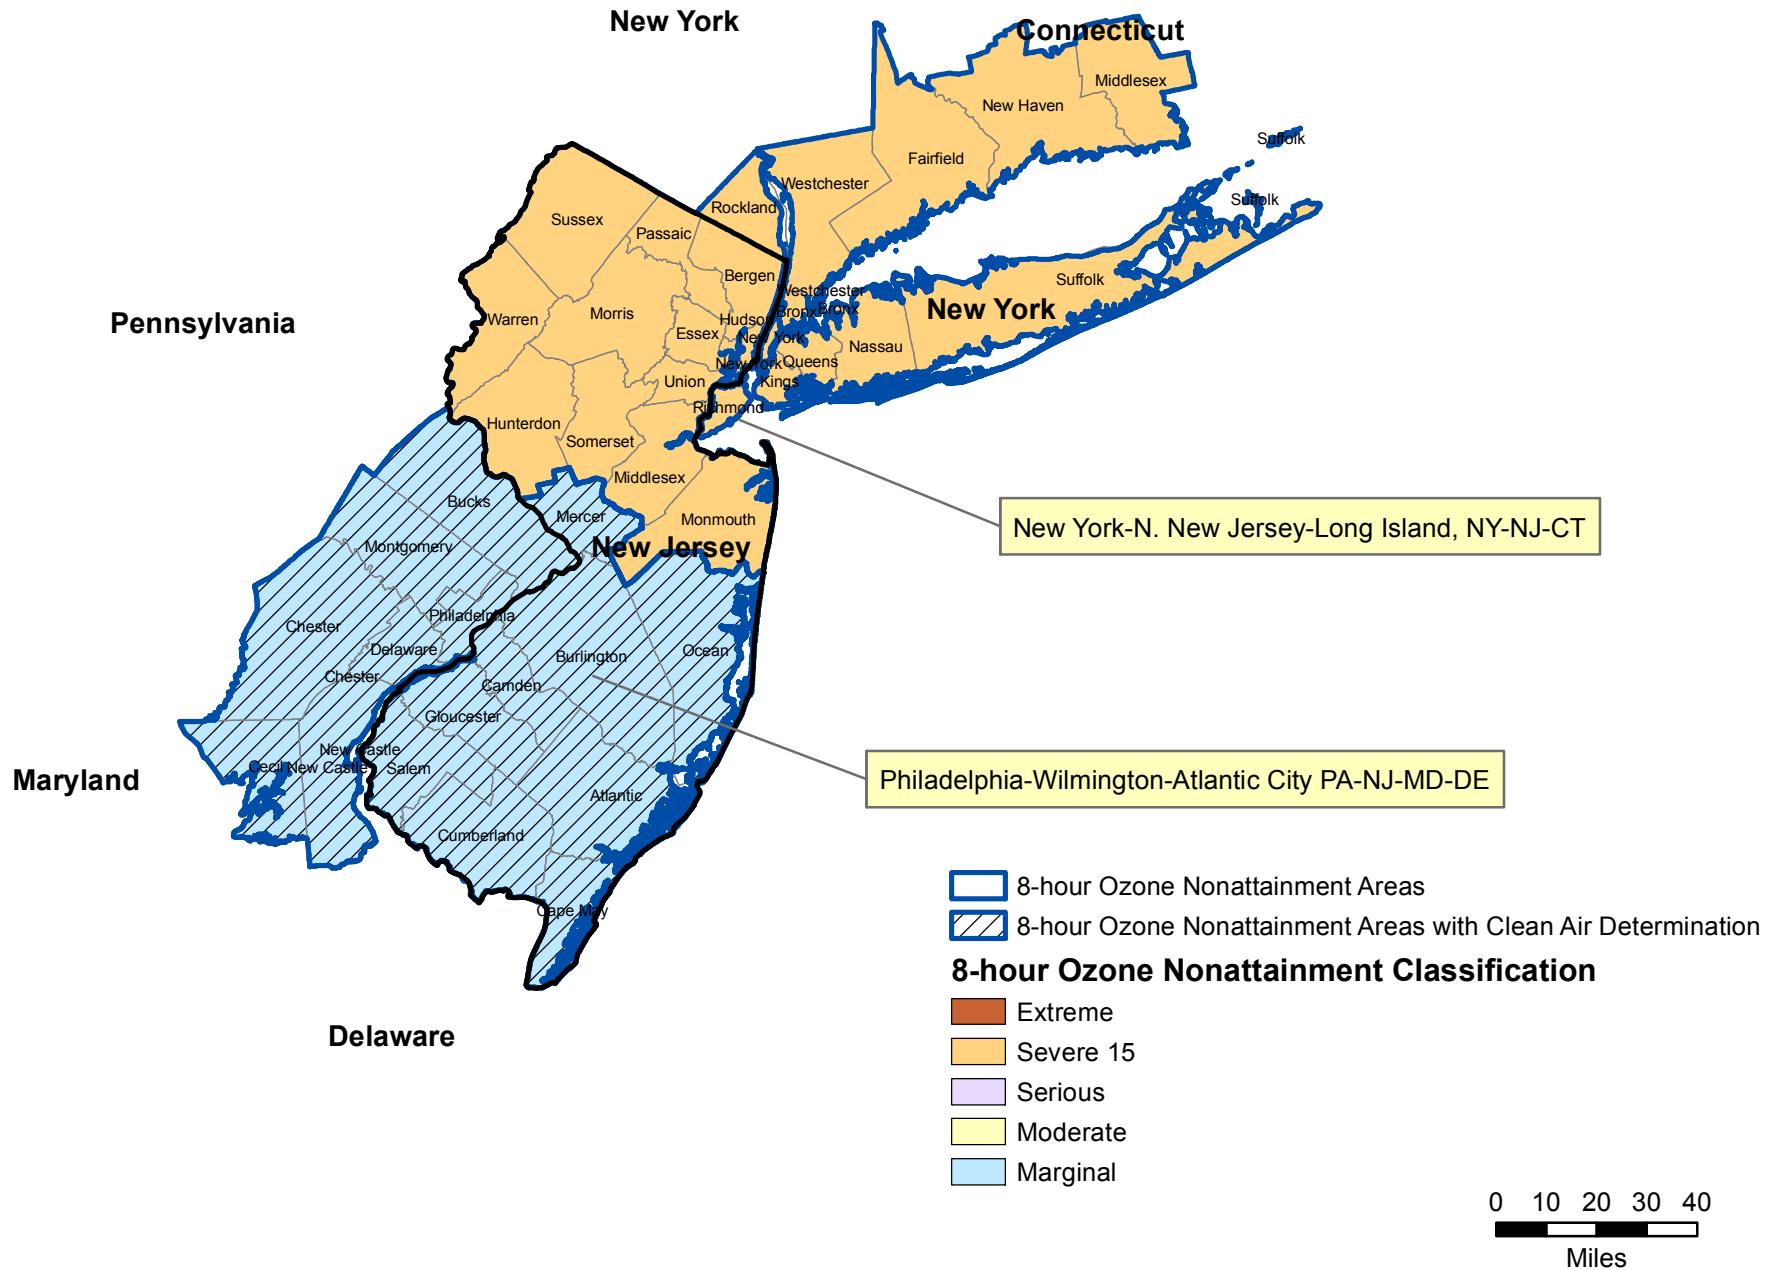 New York
Connecticut
Middlesex
New Haven
Suffolk
Fairfield
Westchester
Suffolk
Rockland
Sussex
Passaic
Bergen
Suffolk
Westchester
New York
Bronx
Bronx
Pennsylvania
Warren
Morris
Hudson
Essex
New York
Nassau
New York
Queens
Union
Kings
Richmond
Hunterdon
Somerset
Middlesex
Bucks
Mercer
Monmouth
New York-N. New Jersey-Long Island, NY-NJ-CT
Montgomery
New Jersey
Philadelphia
Chester
Delaware
Burlington
Ocean
Chester
Camden
Gloucester
New Castle
Cecil
New Castle
Salem
Maryland
Philadelphia-Wilmington-Atlantic City PA-NJ-MD-DE
Atlantic
Cumberland
Cape May
Delaware
8-hour Ozone Nonattainment Areas
8-hour Ozone Nonattainment Areas with Clean Air Determination
8-hour Ozone Nonattainment Classification
Extreme
Severe 15
Serious
Moderate
Marginal
0 10 20 30 40
Miles